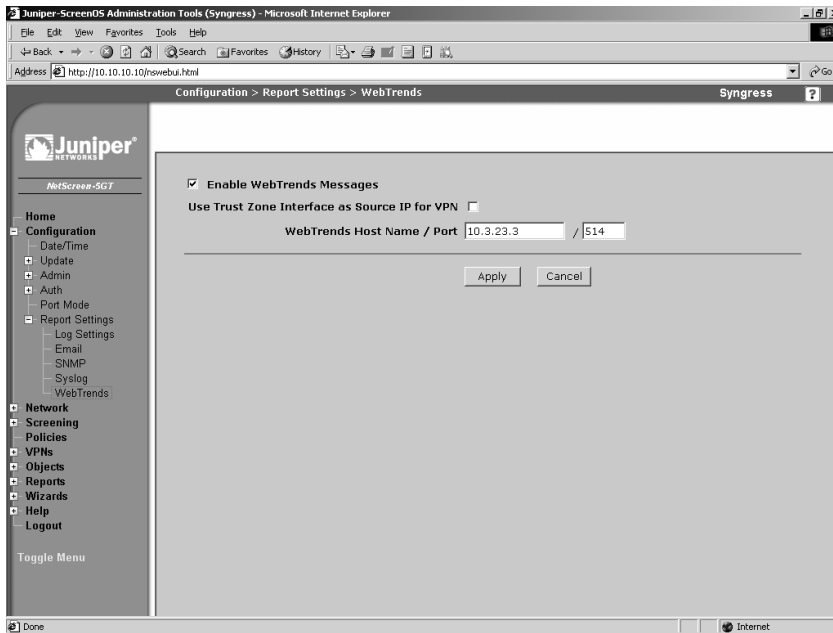 Juniper-ScreenOS Administration Tools (Syngress) - Microsoft Internet Explorer
File Edit View Favorites Tools Help
Back Search Favorites History
Address http://10.10.10.10/nswebui.html Go
Configuration > Report Settings > WebTrends Syngress ?
Juniper®
NETWORKS
NetScreen-5GT
Home
Configuration
Date/Time
Update
Admin
Auth
Port Mode
Report Settings
Log Settings
Email
SNMP
Syslog
WebTrends
Network
Screening
Policies
VPNs
Objects
Reports
Wizards
Help
Logout
Toggle Menu
Enable WebTrends Messages
Use Trust Zone Interface as Source IP for VPN
WebTrends Host Name / Port 10.3.23.3 / 514
Apply Cancel
Done Internet